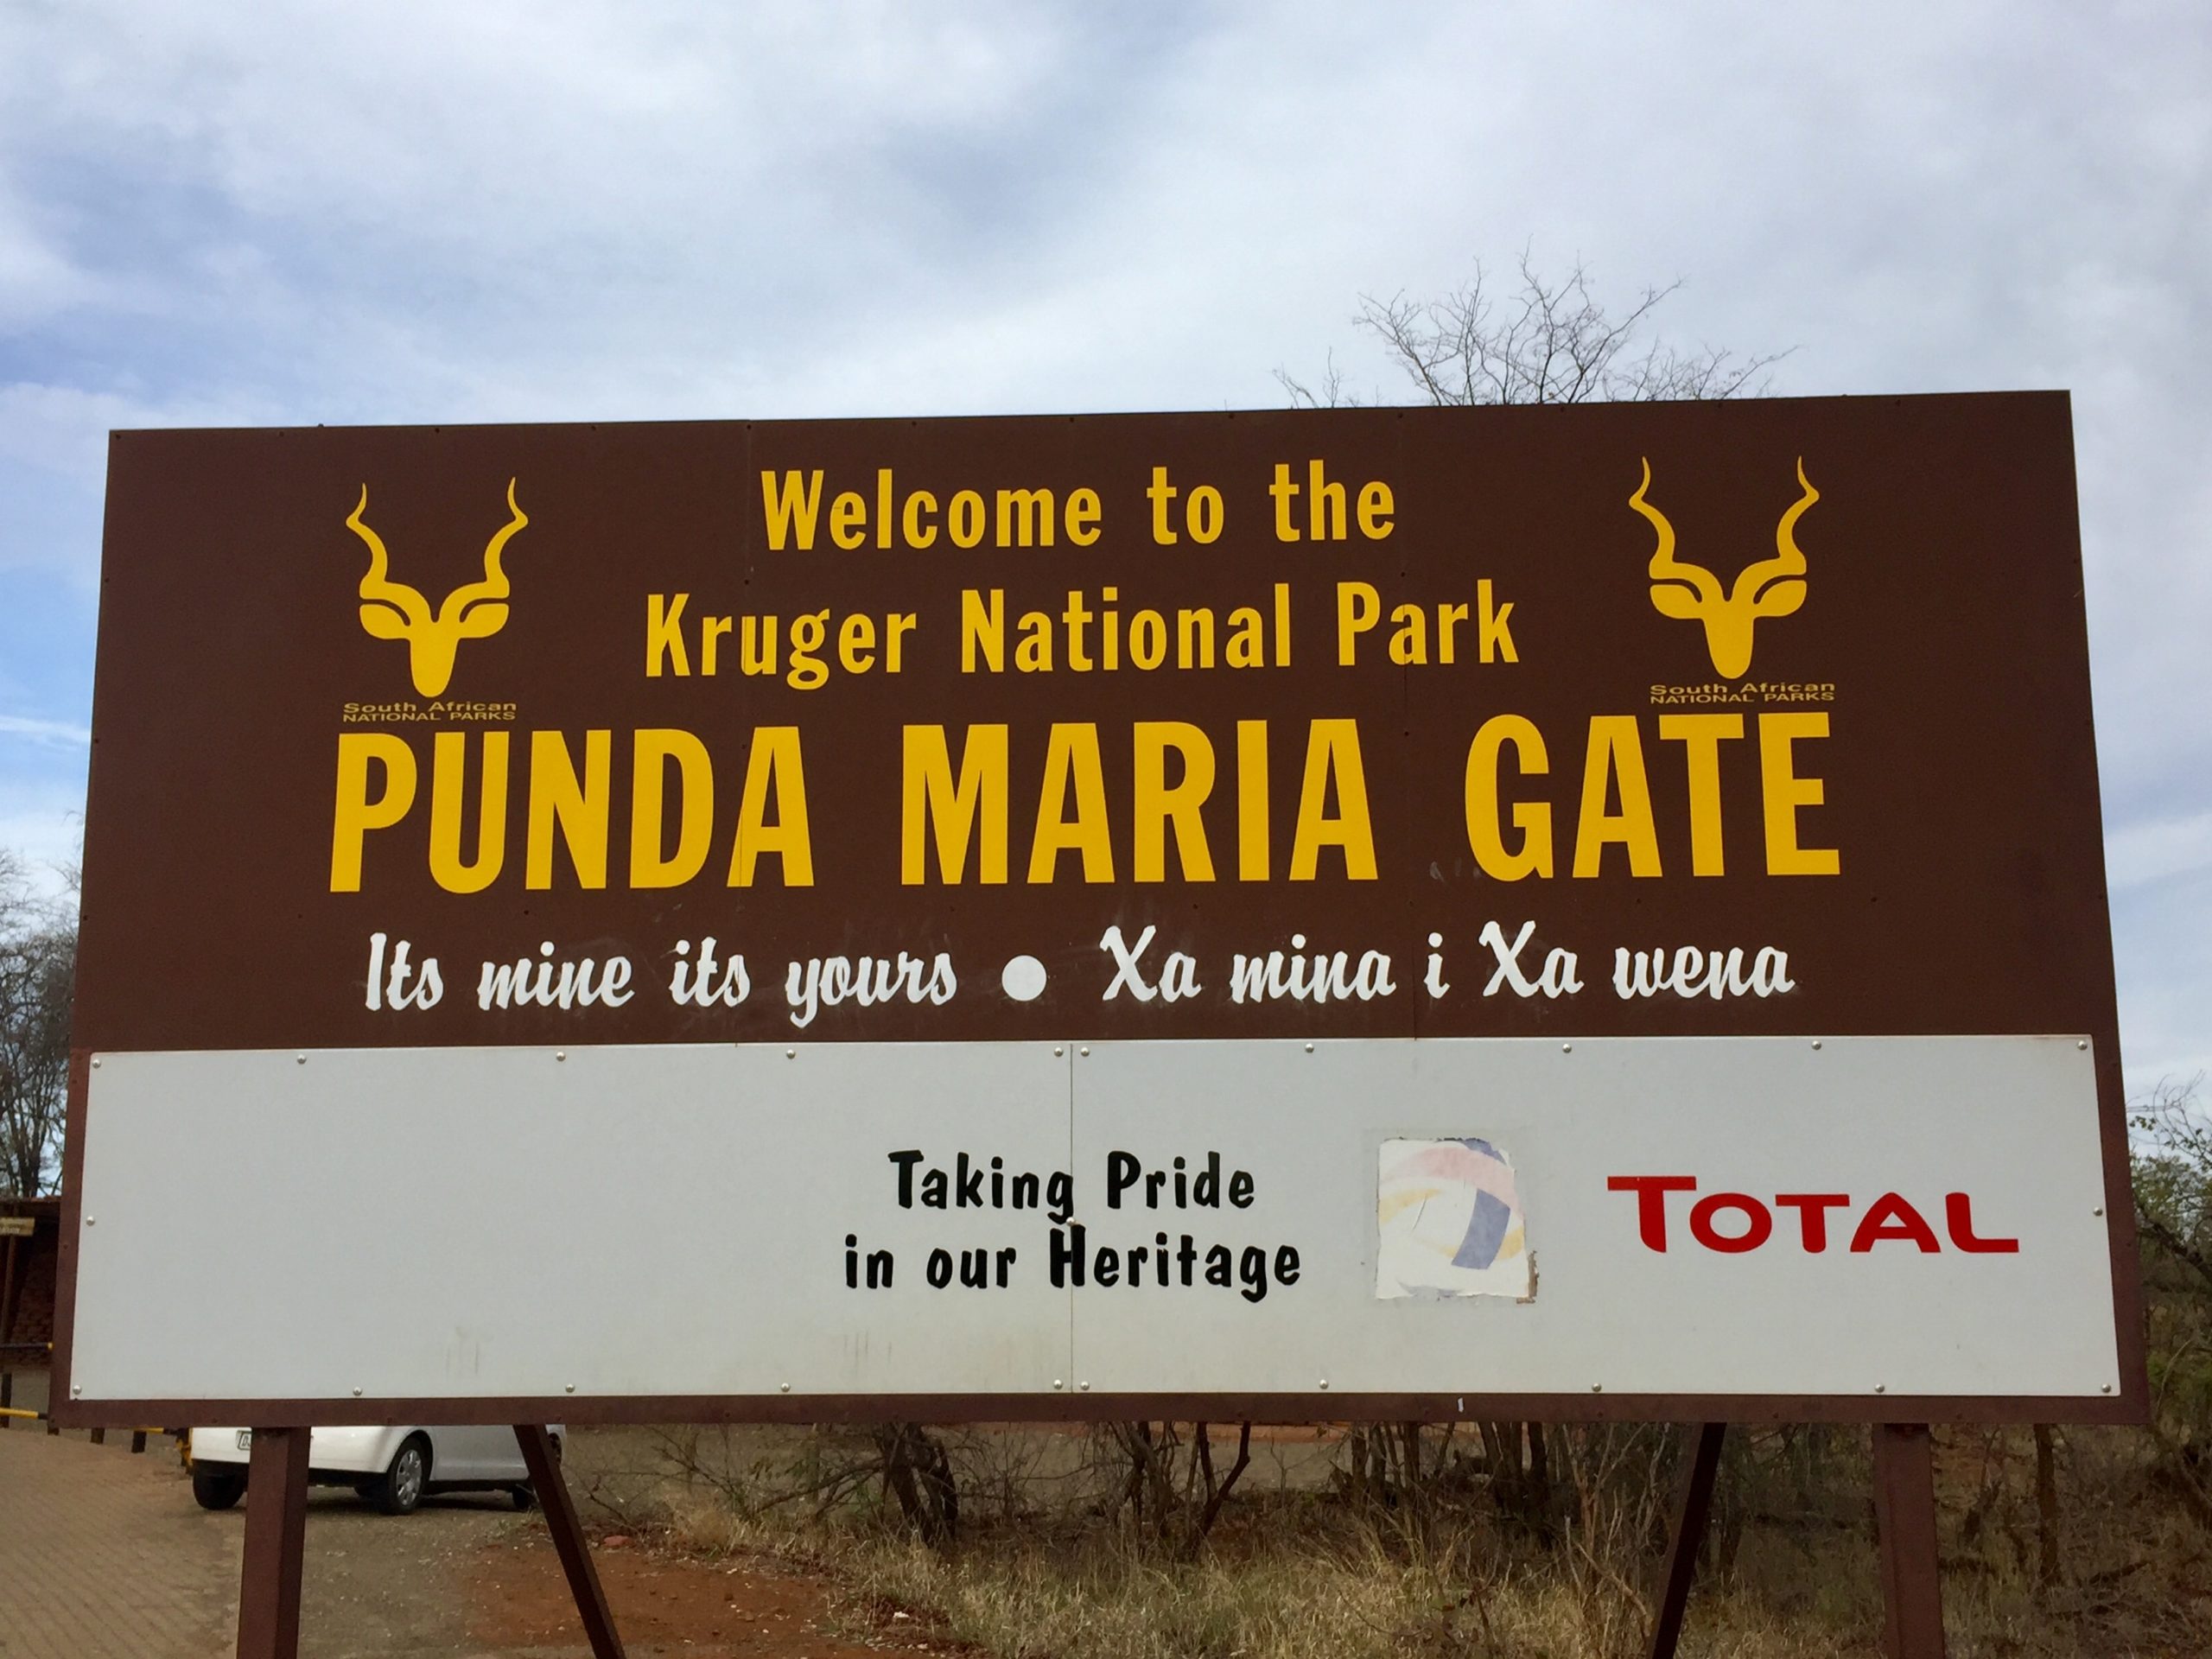 Welcome to the
Kruger National Park
South African
NATIONAL PARKS
South African
NATIONAL PARKS
PUNDA MARIA GATE
Its mine its yours ● Xa mina i Xa wena
Taking Pride
in our Heritage
TOTAL